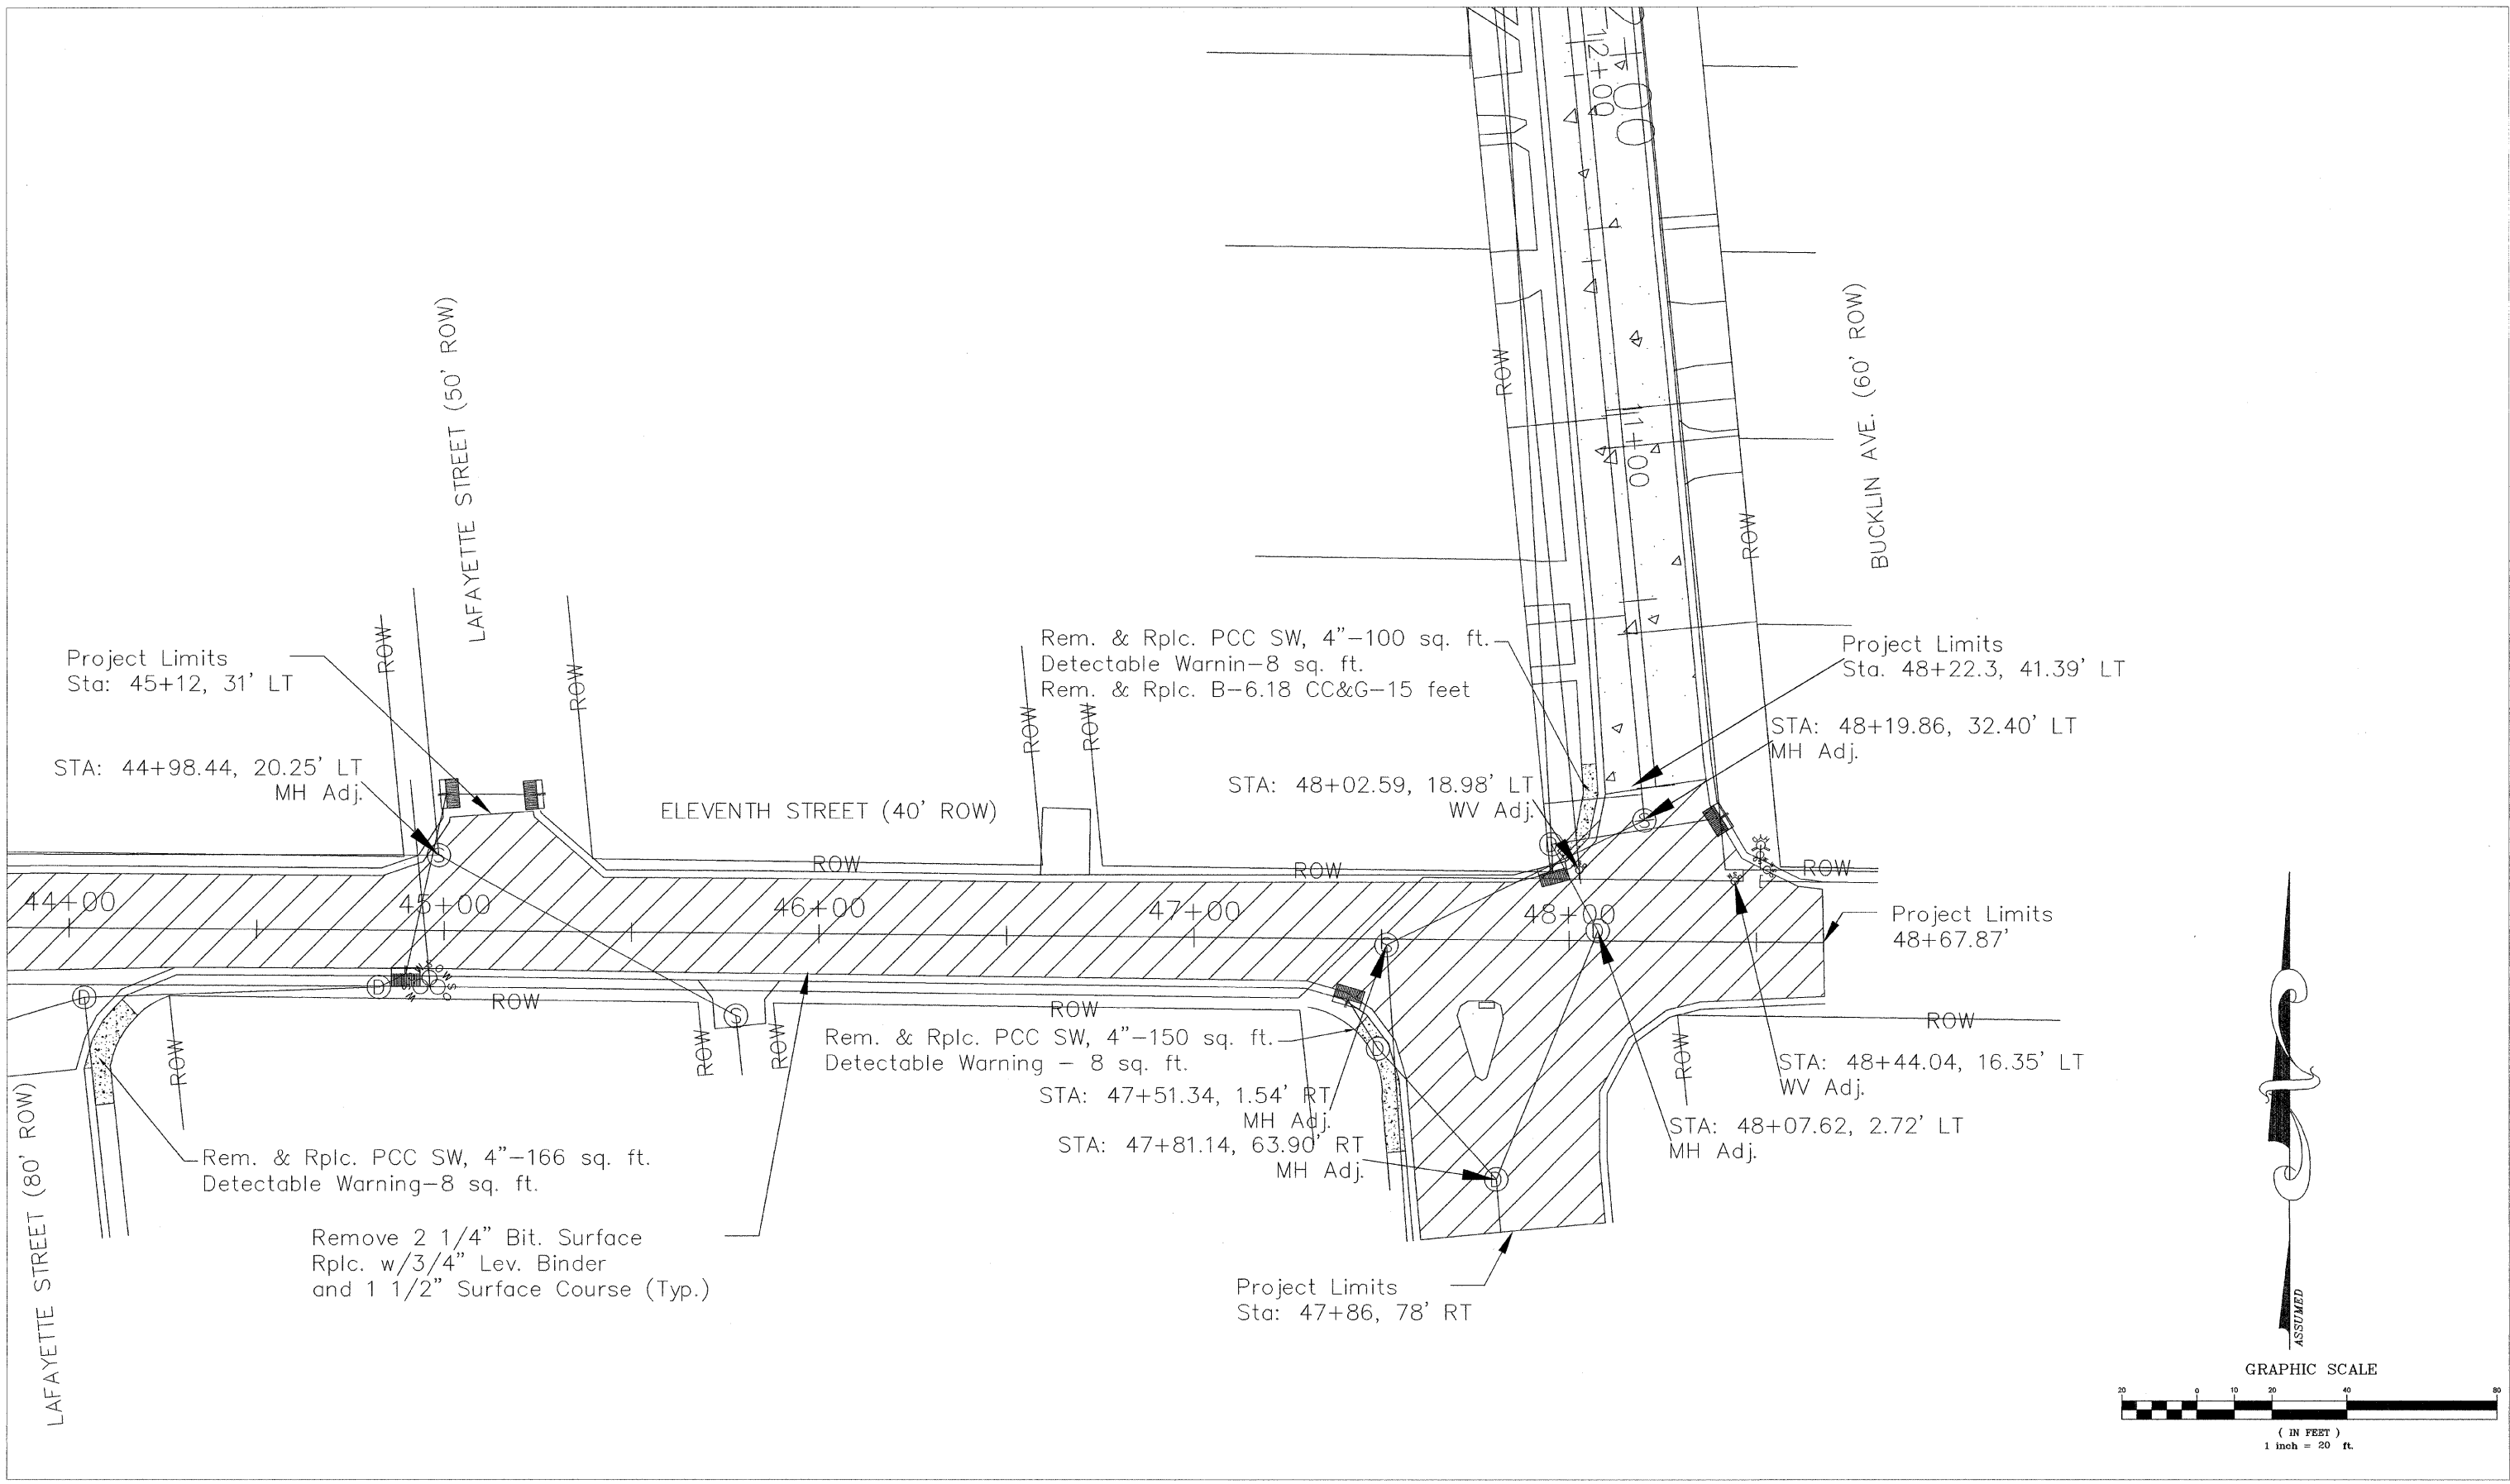 12+00
00
11+00
LAFAYETTE STREET (50' ROW)
BUCKLIN AVE. (60' ROW)
ROW
ROW
ROW
ROW
ROW
ROW
Project Limits
Sta: 45+12, 31' LT
STA: 44+98.44, 20.25' LT
MH Adj.
Rem. & Rplc. PCC SW, 4"-100 sq. ft.
Detectable Warnin-8 sq. ft.
Rem. & Rplc. B-6.18 CC&G-15 feet
Project Limits
Sta. 48+22.3, 41.39' LT
STA: 48+19.86, 32.40' LT
MH Adj.
STA: 48+02.59, 18.98' LT
WV Adj.
ELEVENTH STREET (40' ROW)
ROW
ROW
ROW
S
S
D
44+00
45+00
46+00
47+00
48+00
Project Limits
48+67.87'
S
D
D
D
ROW
ROW
ROW
S
ROW
ROW
ROW
ROW
Rem. & Rplc. PCC SW, 4"-150 sq. ft.
Detectable Warning - 8 sq. ft.
D
STA: 47+51.34, 1.54' RT
MH Adj.
STA: 47+81.14, 63.90' RT
MH Adj.
D
STA: 48+44.04, 16.35' LT
WV Adj.
STA: 48+07.62, 2.72' LT
MH Adj.
LAFAYETTE STREET (80' ROW)
Rem. & Rplc. PCC SW, 4"-166 sq. ft.
Detectable Warning-8 sq. ft.
Remove 2 1/4" Bit. Surface
Rplc. w/3/4" Lev. Binder
and 1 1/2" Surface Course (Typ.)
Project Limits
Sta: 47+86, 78' RT
ASSUMED
GRAPHIC SCALE
20 0 10 20 40 80
( IN FEET )
1 inch = 20 ft.